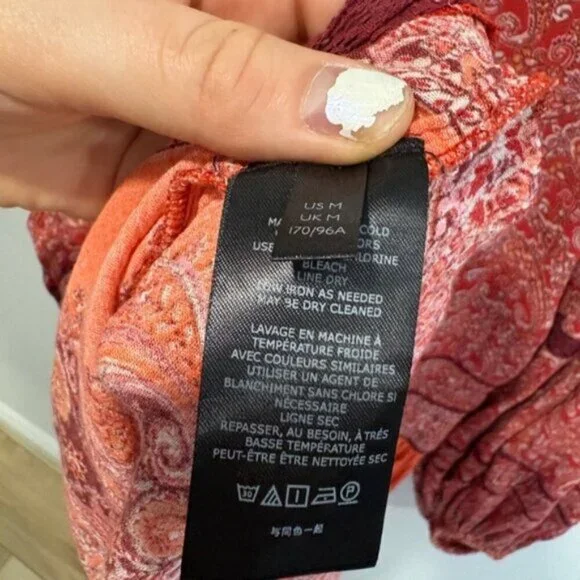 US M
UK M
170/96A
MA COLD
USE ORS
LORINE
BLEACH
LINE DRY
LOW IRON AS NEEDED
MAY BE DRY CLEANED
LAVAGE EN MACHINE À
TEMPÉRATURE FROIDE
AVEC COULEURS SIMILAIRES
UTILISER UN AGENT DE
BLANCHIMENT SANS CHLORE SI
NÉCESSAIRE
LIGNE SEC
REPASSER, AU BESOIN, À TRÈS
BASSE TEMPÉRATURE
PEUT-ÊTRE ÊTRE NETTOYÉE SEC
30 P
与同色一起